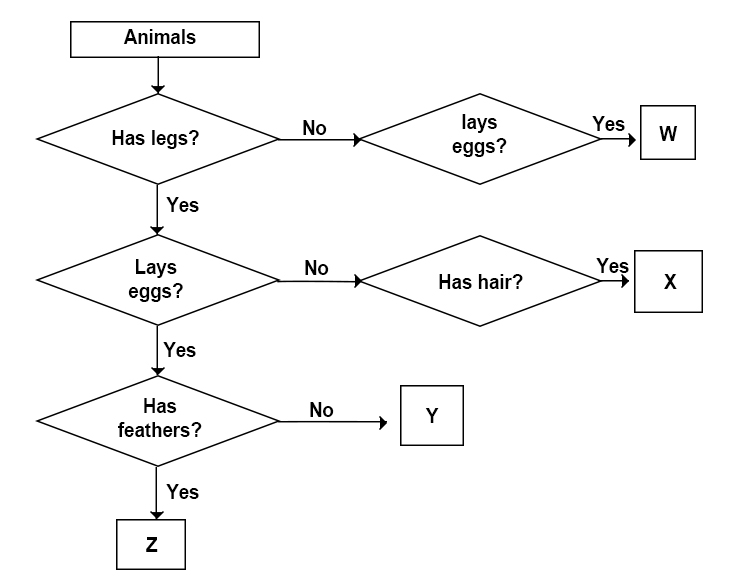 Animals
Has legs?
No
lays
eggs?
Yes
W
Yes
Lays
eggs?
No
Has hair?
Yes
X
Yes
Has
feathers?
No
Y
Yes
Z